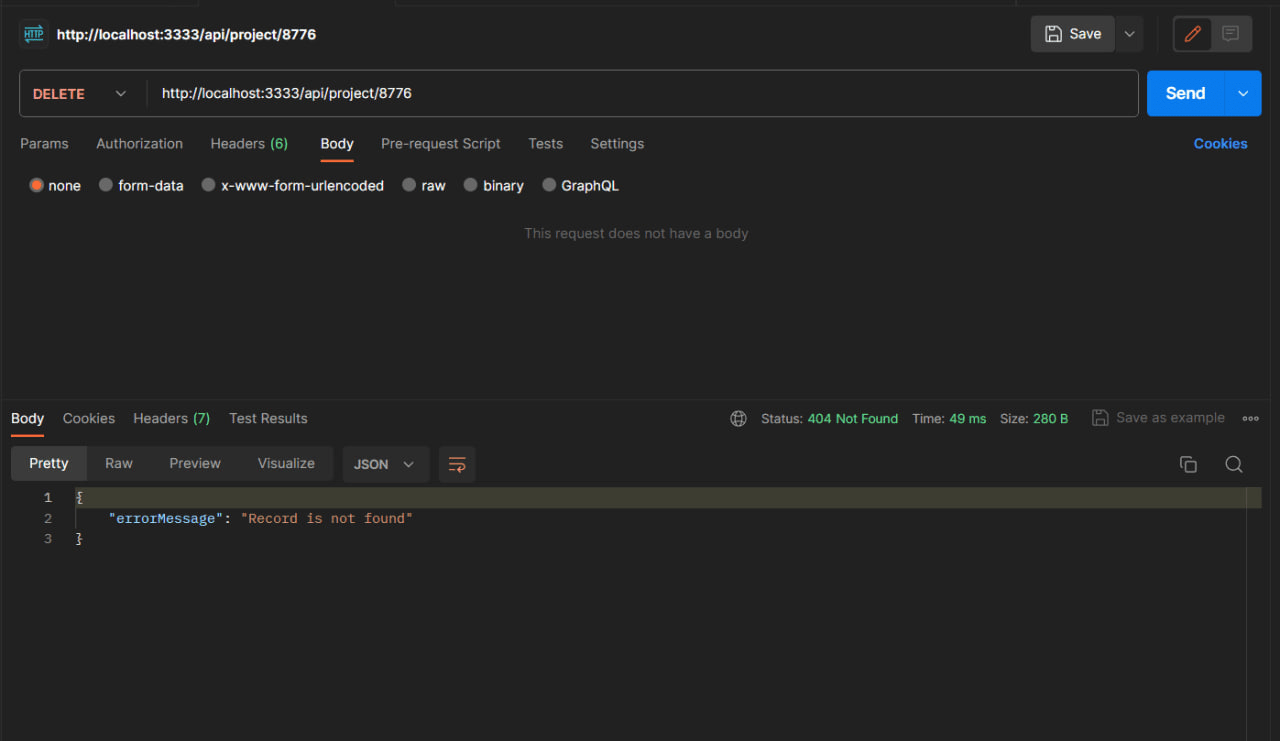 HTTP http://localhost:3333/api/project/8776 Save
DELETE http://localhost:3333/api/project/8776 Send
Params Authorization Headers (6) Body Pre-request Script Tests Settings Cookies
none form-data x-www-form-urlencoded raw binary GraphQL
This request does not have a body
Body Cookies Headers (7) Test Results Status: 404 Not Found Time: 49 ms Size: 280 B Save as example
Pretty Raw Preview Visualize JSON
1 {
2 "errorMessage": "Record is not found"
3 }